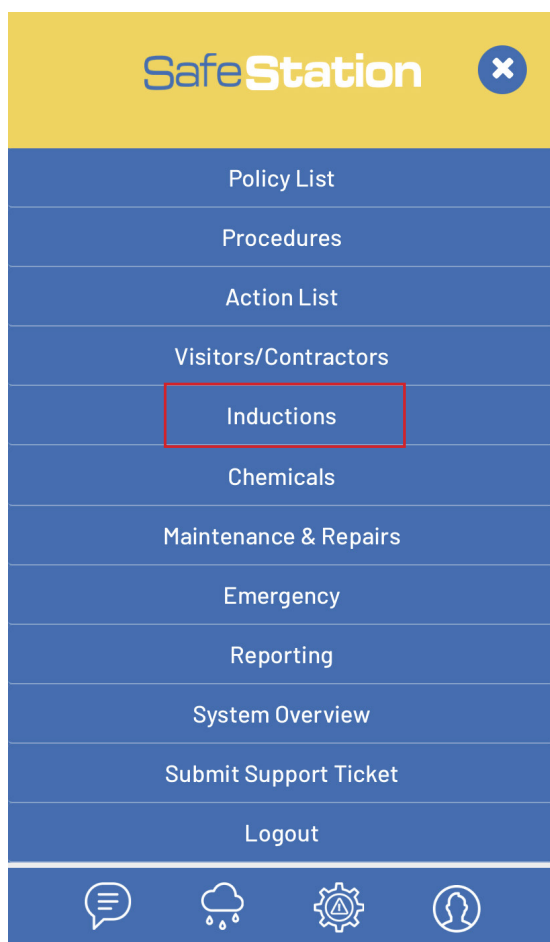 SafeStation
Policy List
Procedures
Action List
Visitors/Contractors
Inductions
Chemicals
Maintenance & Repairs
Emergency
Reporting
System Overview
Submit Support Ticket
Logout